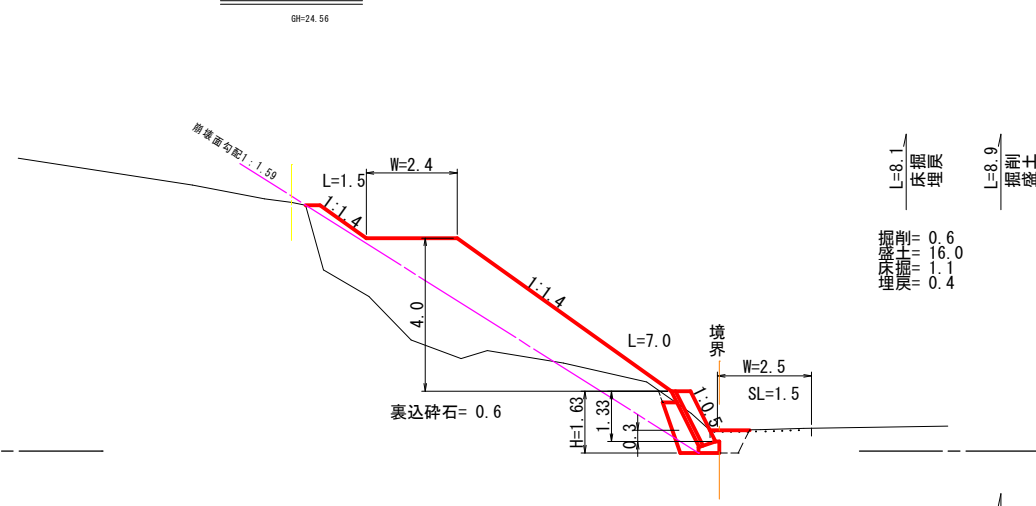 GH=24.56
崩壊面勾配1：1.59
L=1.5
W=2.4
1:1.4
4.0
1:1.4
L=7.0
裏込砕石= 0.6
H=1.63
1.33
0.3
1:0.5
境界
W=2.5
SL=1.5
L=8.1
床掘
埋戻
L=8.9
掘削
盛土
掘削= 0.6
盛土= 16.0
床掘= 1.1
埋戻= 0.4